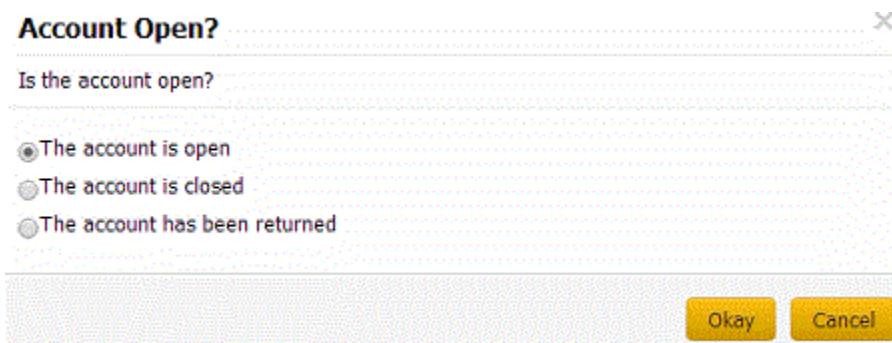 Account Open?
Is the account open?
The account is open
The account is closed
The account has been returned
Okay Cancel